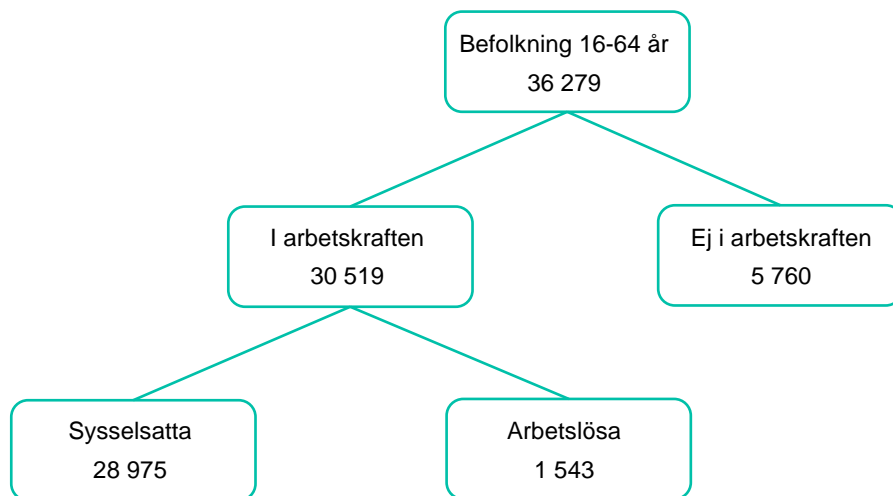 Befolkning 16-64 år
36 279
I arbetskraften
30 519
Ej i arbetskraften
5 760
Sysselsatta
28 975
Arbetslösa
1 543